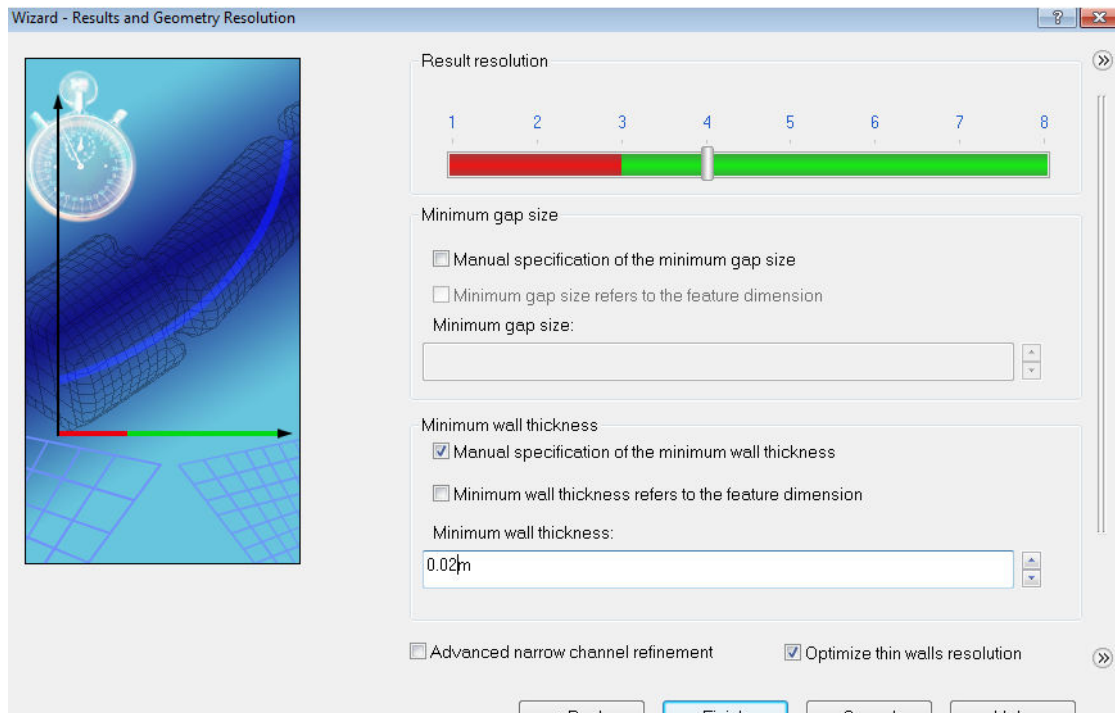 Wizard - Results and Geometry Resolution
Result resolution
1 2 3 4 5 6 7 8
Minimum gap size
Manual specification of the minimum gap size
Minimum gap size refers to the feature dimension
Minimum gap size:
Minimum wall thickness
Manual specification of the minimum wall thickness
Minimum wall thickness refers to the feature dimension
Minimum wall thickness:
0.02m
Advanced narrow channel refinement Optimize thin walls resolution